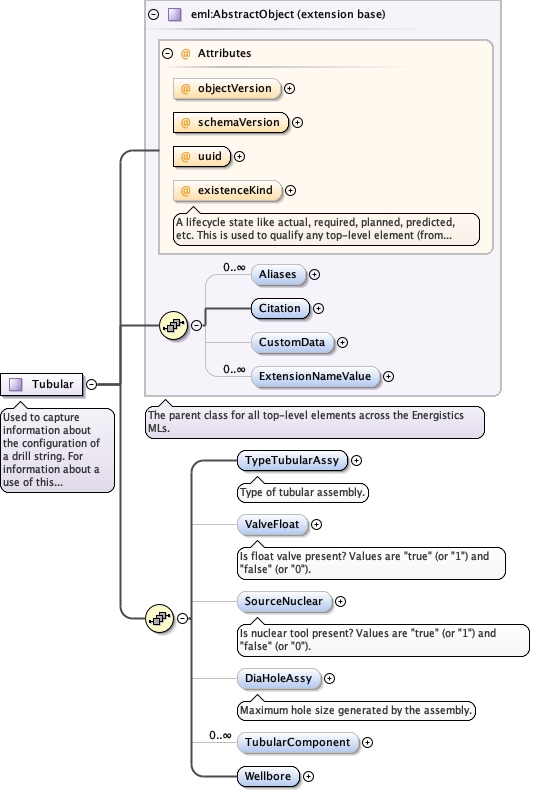 eml:AbstractObject (extension base)
@ Attributes
@ objectVersion
@ schemaVersion
@ uuid
@ existenceKind
A lifecycle state like actual, required, planned, predicted,
etc. This is used to qualify any top-level element (from...
0..∞
Aliases
Citation
CustomData
0..∞
ExtensionNameValue
The parent class for all top-level elements across the Energistics
MLs.
Tubular
Used to capture
information about
the configuration of
a drill string. For
information about a
use of this...
TypeTubularAssy
Type of tubular assembly.
ValveFloat
Is float valve present? Values are "true" (or "1") and
"false" (or "0").
SourceNuclear
Is nuclear tool present? Values are "true" (or "1") and
"false" (or "0").
DiaHoleAssy
Maximum hole size generated by the assembly.
0..∞
TubularComponent
Wellbore